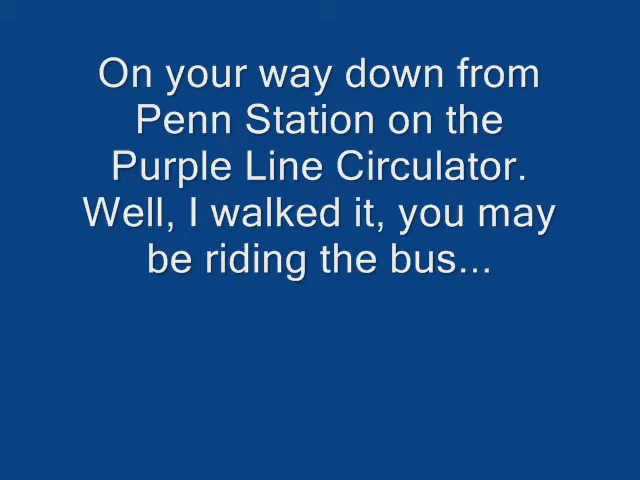 On your way down from
Penn Station on the
Purple Line Circulator.
Well, I walked it, you may
be riding the bus...